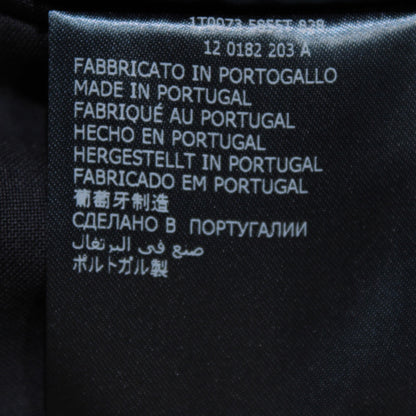 12 0182 203 A
FABBRICATO IN PORTOGALLO
MADE IN PORTUGAL
FABRIQUÉ AU PORTUGAL
HECHO EN PORTUGAL
HERGESTELLT IN PORTUGAL
FABRICADO EM PORTUGAL
葡萄牙制造
СДЕЛАНО В ПОРТУГАЛИИ
صنع في البرتغال
ポルトガル製